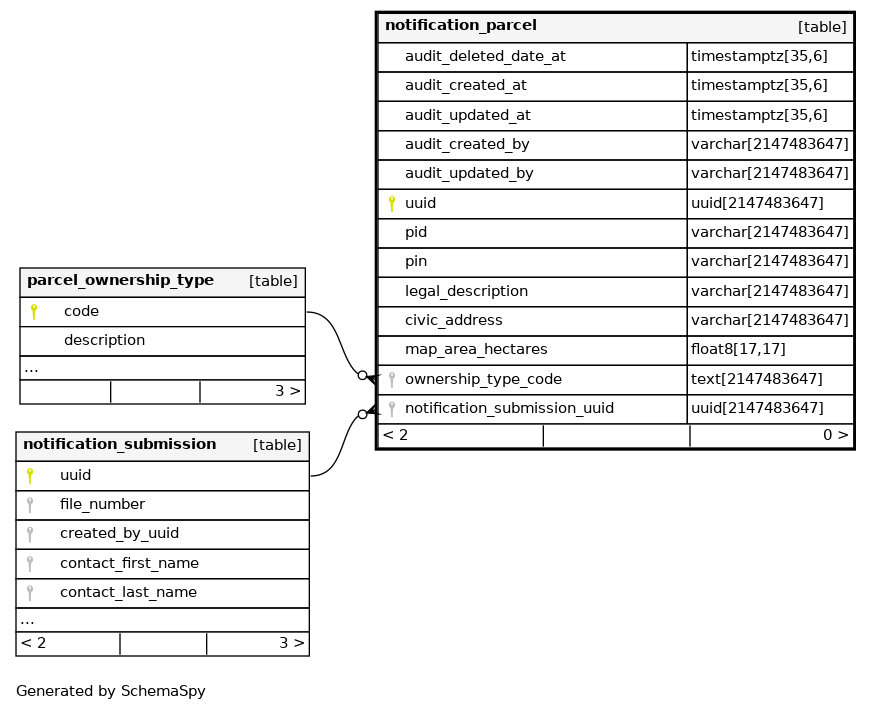 notification_parcel [table]
audit_deleted_date_at timestamptz[35,6]
audit_created_at timestamptz[35,6]
audit_updated_at timestamptz[35,6]
audit_created_by varchar[2147483647]
audit_updated_by varchar[2147483647]
uuid uuid[2147483647]
pid varchar[2147483647]
pin varchar[2147483647]
legal_description varchar[2147483647]
civic_address varchar[2147483647]
map_area_hectares float8[17,17]
ownership_type_code text[2147483647]
notification_submission_uuid uuid[2147483647]
< 2 0 >
parcel_ownership_type [table]
code
description
...
3 >
notification_submission [table]
uuid
file_number
created_by_uuid
contact_first_name
contact_last_name
...
< 2 3 >
Generated by SchemaSpy